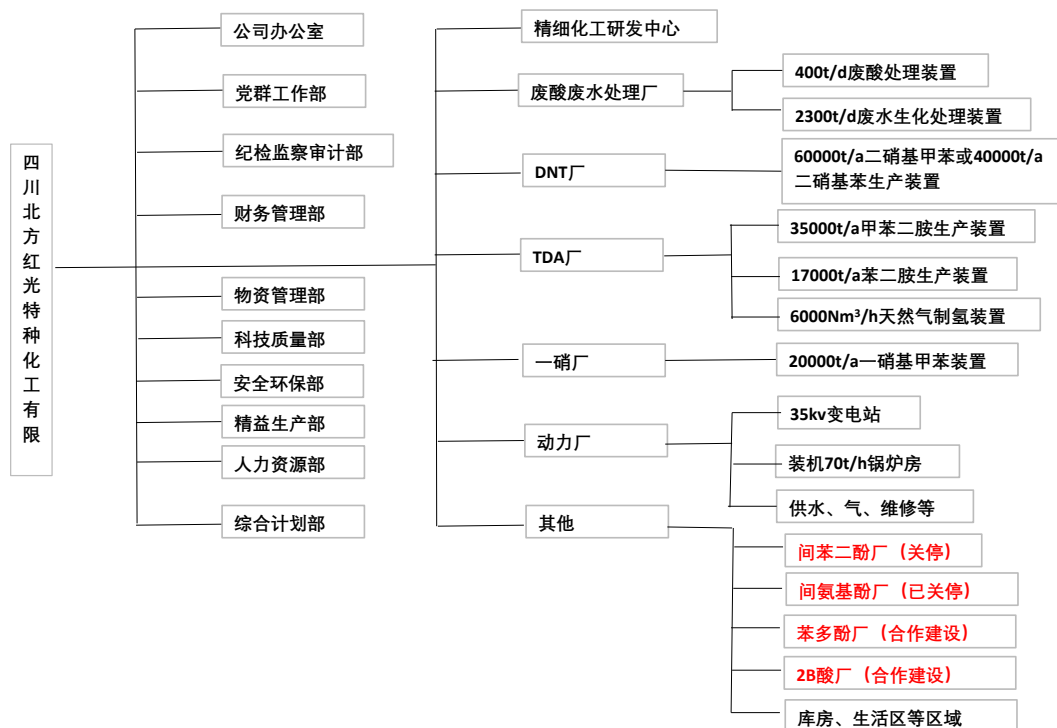 四川北方红光特种化工有限
公司办公室
党群工作部
纪检监察审计部
财务管理部
物资管理部
科技质量部
安全环保部
精益生产部
人力资源部
综合计划部
精细化工研发中心
废酸废水处理厂
400t/d废酸处理装置
2300t/d废水生化处理装置
DNT厂
60000t/a二硝基甲苯或40000t/a
二硝基苯生产装置
TDA厂
35000t/a甲苯二胺生产装置
17000t/a苯二胺生产装置
6000Nm³/h天然气制氢装置
一硝厂
20000t/a一硝基甲苯装置
动力厂
35kv变电站
装机70t/h锅炉房
供水、气、维修等
其他
间苯二酚厂（关停）
间氨基酚厂（已关停）
苯多酚厂（合作建设）
2B酸厂（合作建设）
库房、生活区等区域